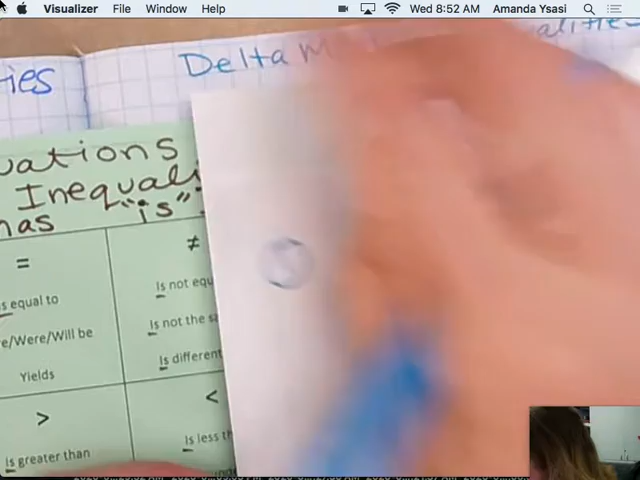 Visualizer File Window Help Wed 8:52 AM Amanda Ysasi
ies Delta
uations
Inequali
has "is"
= ≠
is equal to Is not equ
e/Were/Will be Is not the sa
Yields Is different
> <
Is greater than Is less th